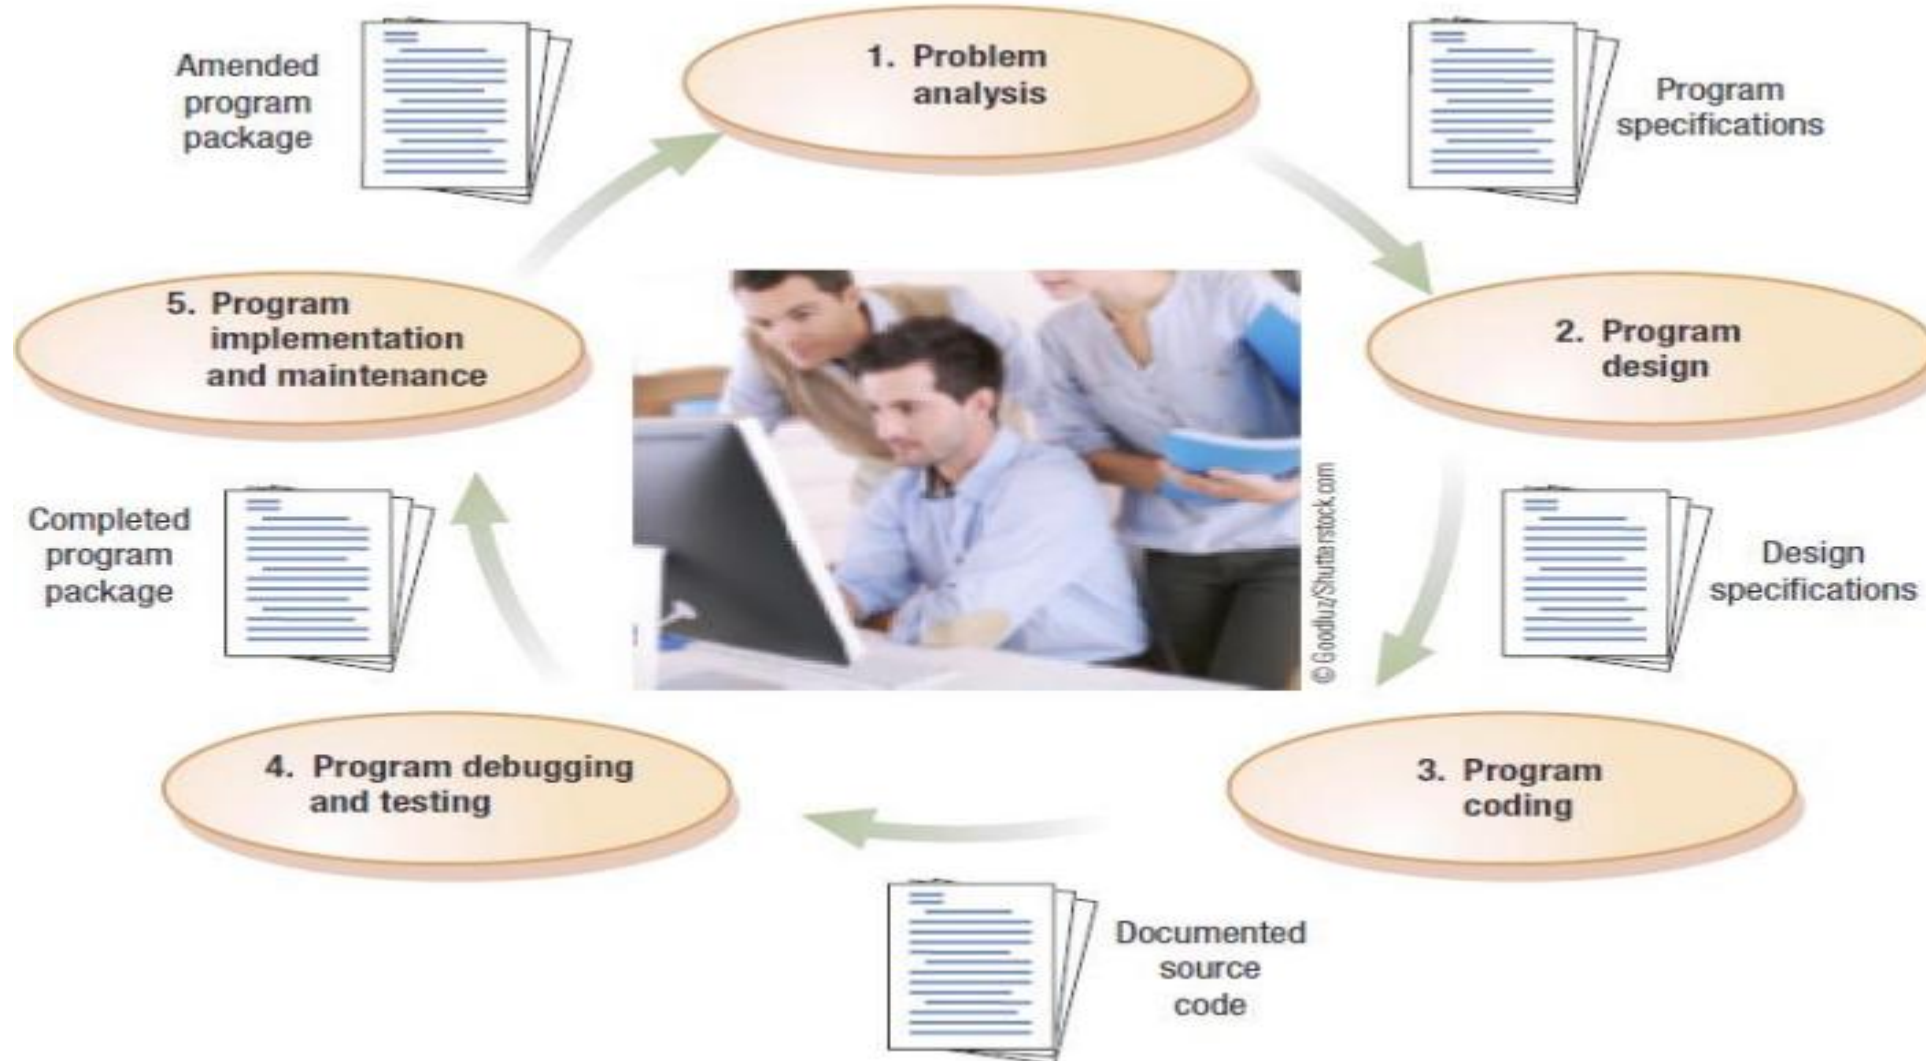 Amended
program
package
1. Problem
analysis
Program
specifications
5. Program
implementation
and maintenance
2. Program
design
© Goodluz/Shutterstock.com
Completed
program
package
Design
specifications
4. Program debugging
and testing
3. Program
coding
Documented
source
code